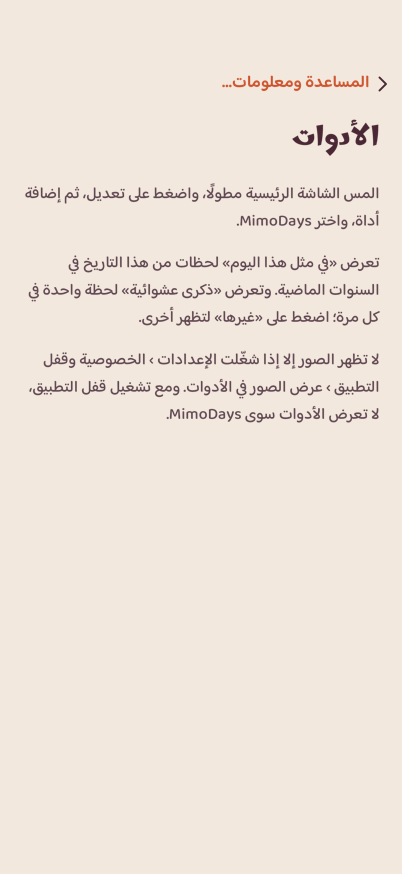 المساعدة ومعلومات...
الأدوات
المس الشاشة الرئيسية مطولًا، واضغط على تعديل، ثم إضافة
أداة، واختر MimoDays.
تعرض «في مثل هذا اليوم» لحظات من هذا التاريخ في
السنوات الماضية. وتعرض «ذكرى عشوائية» لحظة واحدة في
كل مرة؛ اضغط على «غيرها» لتظهر أخرى.
لا تظهر الصور إلا إذا شغّلت الإعدادات › الخصوصية وقفل
التطبيق › عرض الصور في الأدوات. ومع تشغيل قفل التطبيق،
لا تعرض الأدوات سوى MimoDays.